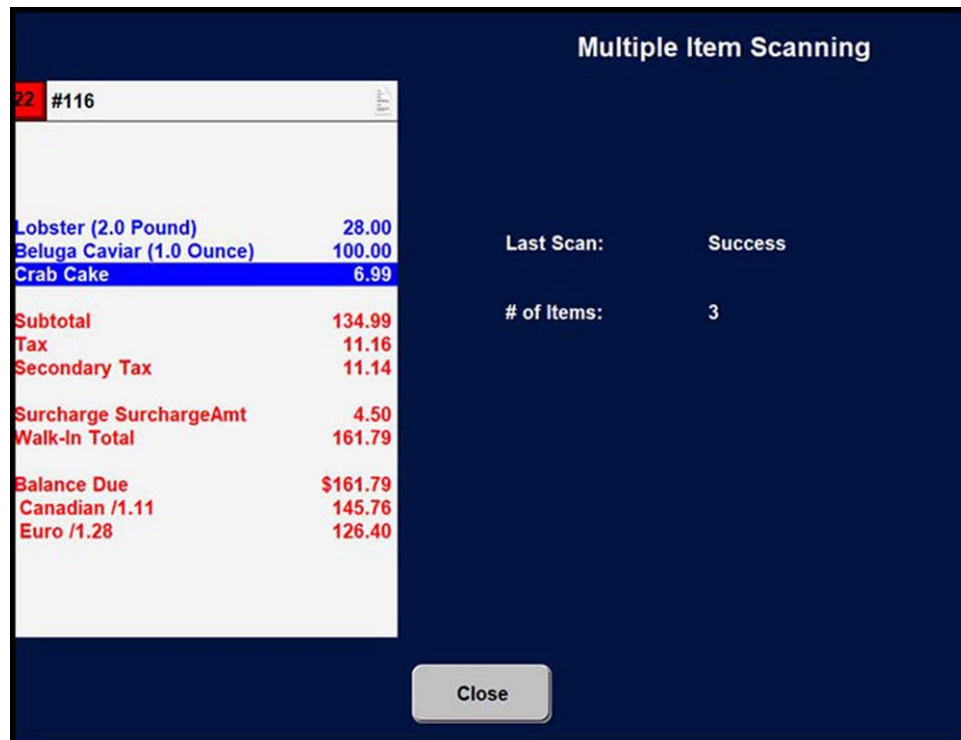 Multiple Item Scanning
22 #116
Lobster (2.0 Pound) 28.00
Beluga Caviar (1.0 Ounce) 100.00
Crab Cake 6.99
Subtotal 134.99
Tax 11.16
Secondary Tax 11.14
Surcharge SurchargeAmt 4.50
Walk-In Total 161.79
Balance Due $161.79
Canadian /1.11 145.76
Euro /1.28 126.40
Last Scan: Success
# of Items: 3
Close